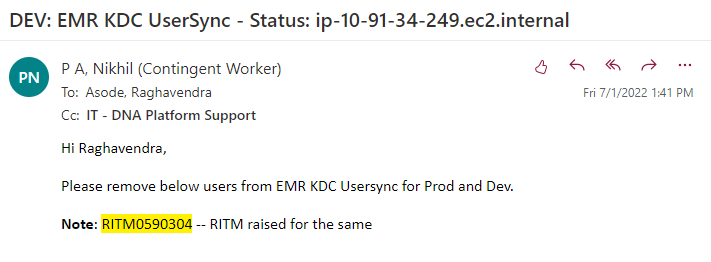 DEV: EMR KDC UserSync - Status: ip-10-91-34-249.ec2.internal
PN
P A, Nikhil (Contingent Worker)
To: Asode, Raghavendra
Fri 7/1/2022 1:41 PM
Cc: IT - DNA Platform Support
Hi Raghavendra,
Please remove below users from EMR KDC Usersync for Prod and Dev.
Note: RITM0590304 -- RITM raised for the same